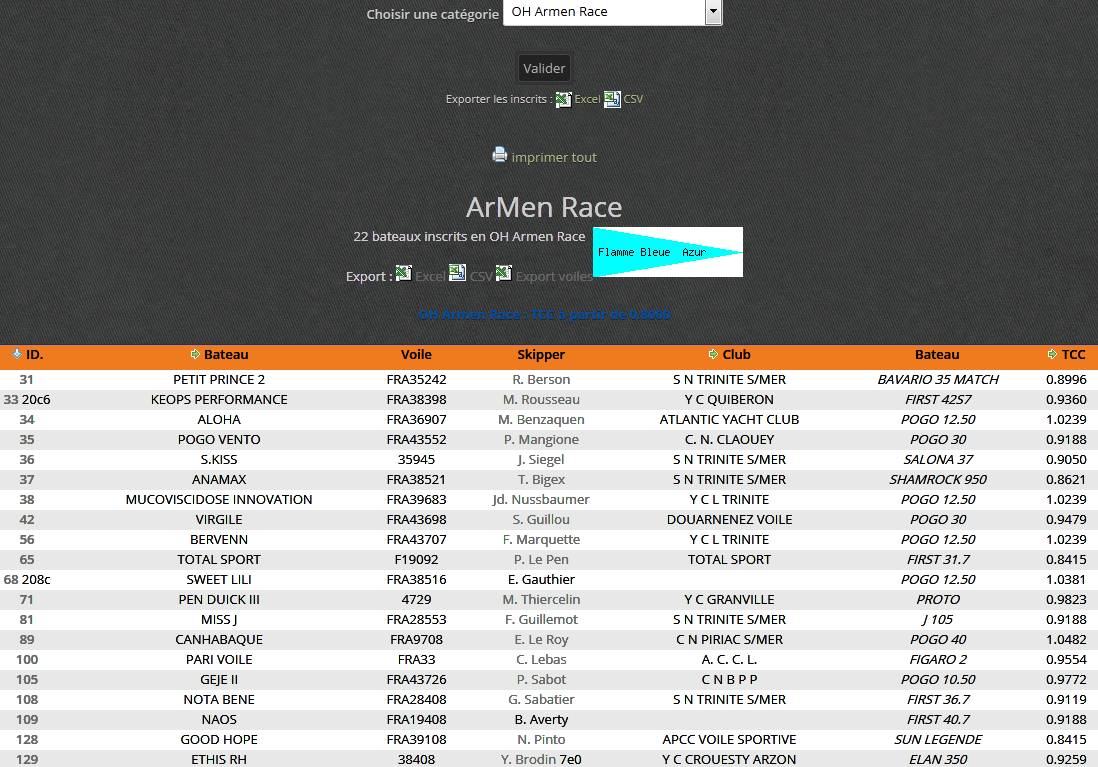 Choisir une catégorie OH Armen Race
Valider
Exporter les inscrits : Excel CSV
imprimer tout
ArMen Race
22 bateaux inscrits en OH Armen Race Flamme Bleue Azur
Export : Excel CSV Export voiles
OH Armen Race : TCC à partir de 0.8000
ID. Bateau Voile Skipper Club Bateau TCC
31 PETIT PRINCE 2 FRA35242 R. Berson S N TRINITE S/MER BAVARIO 35 MATCH 0.8996
33 20c6 KEOPS PERFORMANCE FRA38398 M. Rousseau Y C QUIBERON FIRST 42S7 0.9360
34 ALOHA FRA36907 M. Benzaquen ATLANTIC YACHT CLUB POGO 12.50 1.0239
35 POGO VENTO FRA43552 P. Mangione C. N. CLAOUEY POGO 30 0.9188
36 S.KISS 35945 J. Siegel S N TRINITE S/MER SALONA 37 0.9050
37 ANAMAX FRA38521 T. Bigex S N TRINITE S/MER SHAMROCK 950 0.8621
38 MUCOVISCIDOSE INNOVATION FRA39683 Jd. Nussbaumer Y C L TRINITE POGO 12.50 1.0239
42 VIRGILE FRA43698 S. Guillou DOUARNENEZ VOILE POGO 30 0.9479
56 BERVENN FRA43707 F. Marquette Y C L TRINITE POGO 12.50 1.0239
65 TOTAL SPORT F19092 P. Le Pen TOTAL SPORT FIRST 31.7 0.8415
68 208c SWEET LILI FRA38516 E. Gauthier POGO 12.50 1.0381
71 PEN DUICK III 4729 M. Thiercelin Y C GRANVILLE PROTO 0.9823
81 MISS J FRA28553 F. Guillemot S N TRINITE S/MER J 105 0.9188
89 CANHABAQUE FRA9708 E. Le Roy C N PIRIAC S/MER POGO 40 1.0482
100 PARI VOILE FRA33 C. Lebas A. C. C. L. FIGARO 2 0.9554
105 GEJE II FRA43726 P. Sabot C N B P P POGO 10.50 0.9772
108 NOTA BENE FRA28408 G. Sabatier S N TRINITE S/MER FIRST 36.7 0.9119
109 NAOS FRA19408 B. Averty FIRST 40.7 0.9188
128 GOOD HOPE FRA39108 N. Pinto APCC VOILE SPORTIVE SUN LEGENDE 0.8415
129 ETHIS RH 38408 Y. Brodin 7e0 Y C CROUESTY ARZON ELAN 350 0.9259